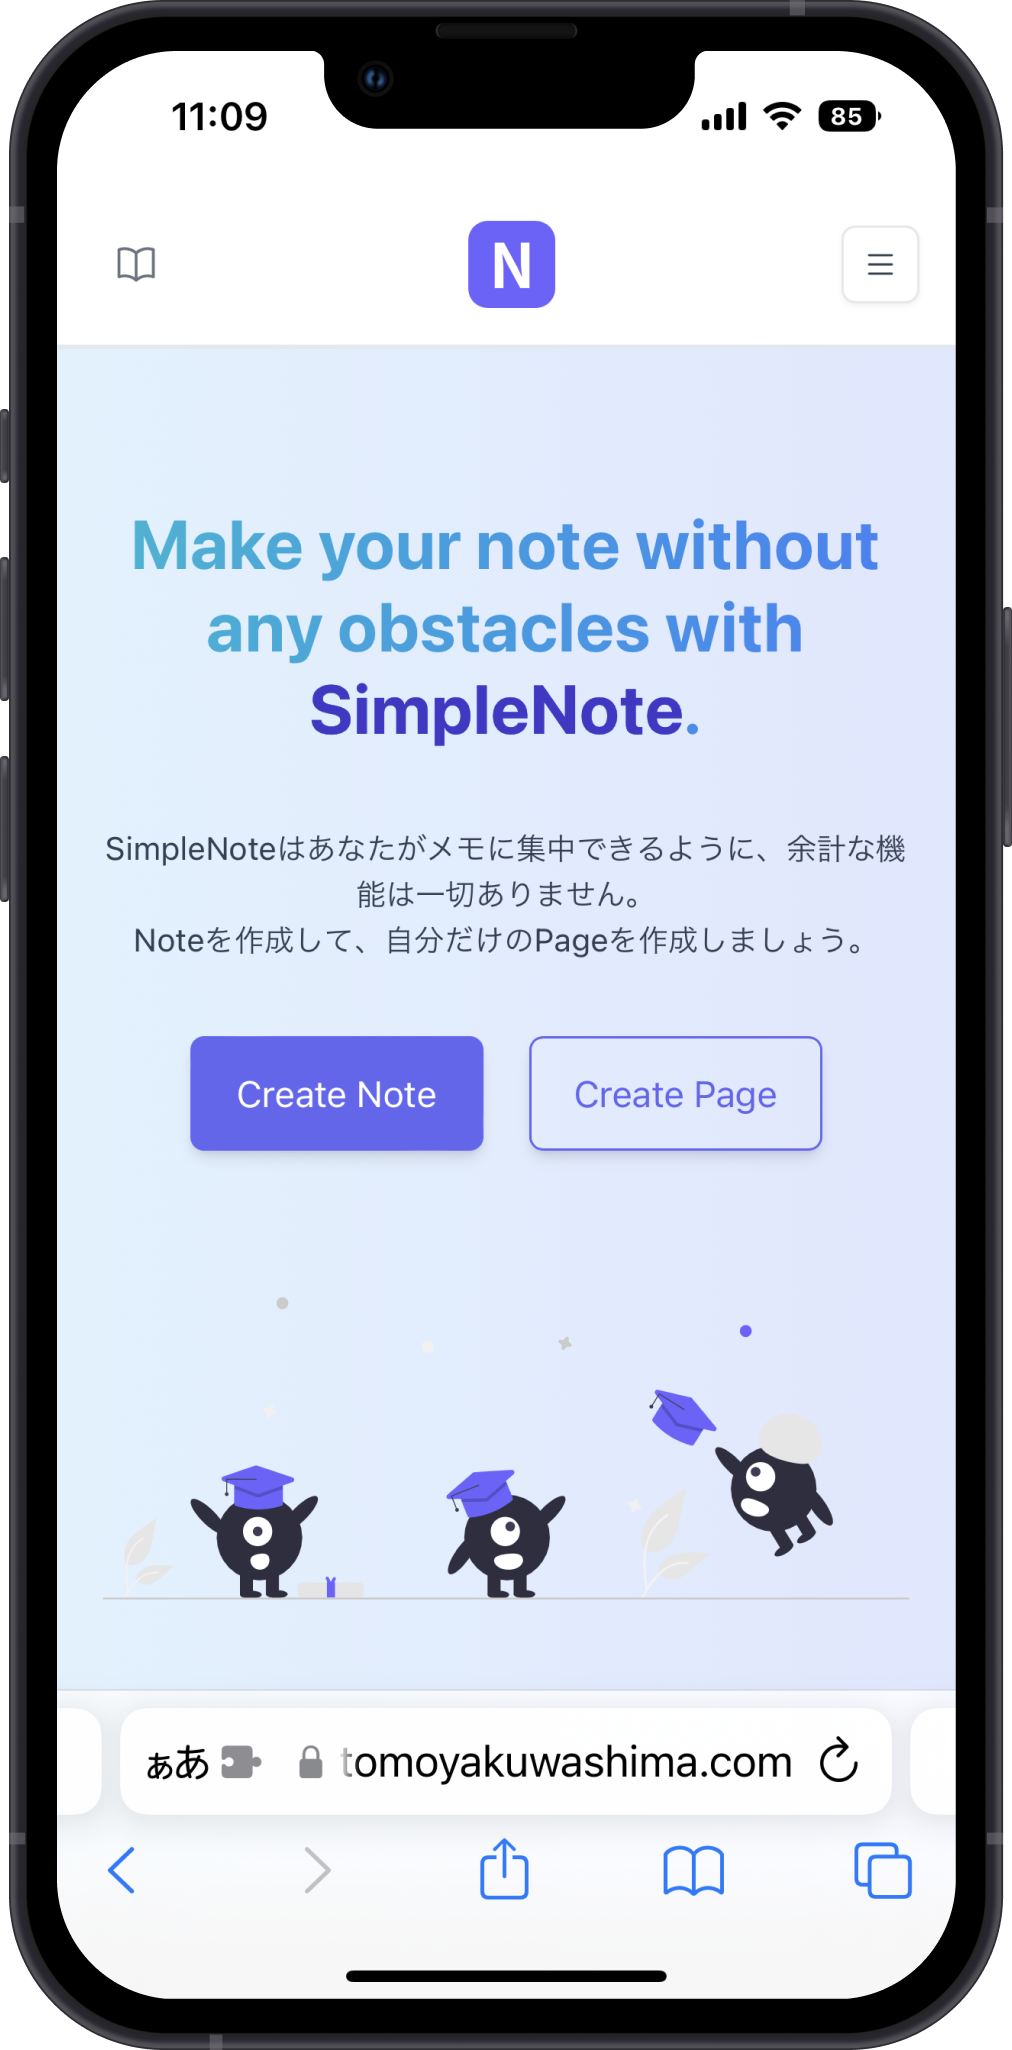 11:09
85
N
Make your note without
any obstacles with
SimpleNote.
SimpleNoteはあなたがメモに集中できるように、余計な機
能は一切ありません。
Noteを作成して、自分だけのPageを作成しましょう。
Create Note
Create Page
ぁあ
tomoyakuwashima.com